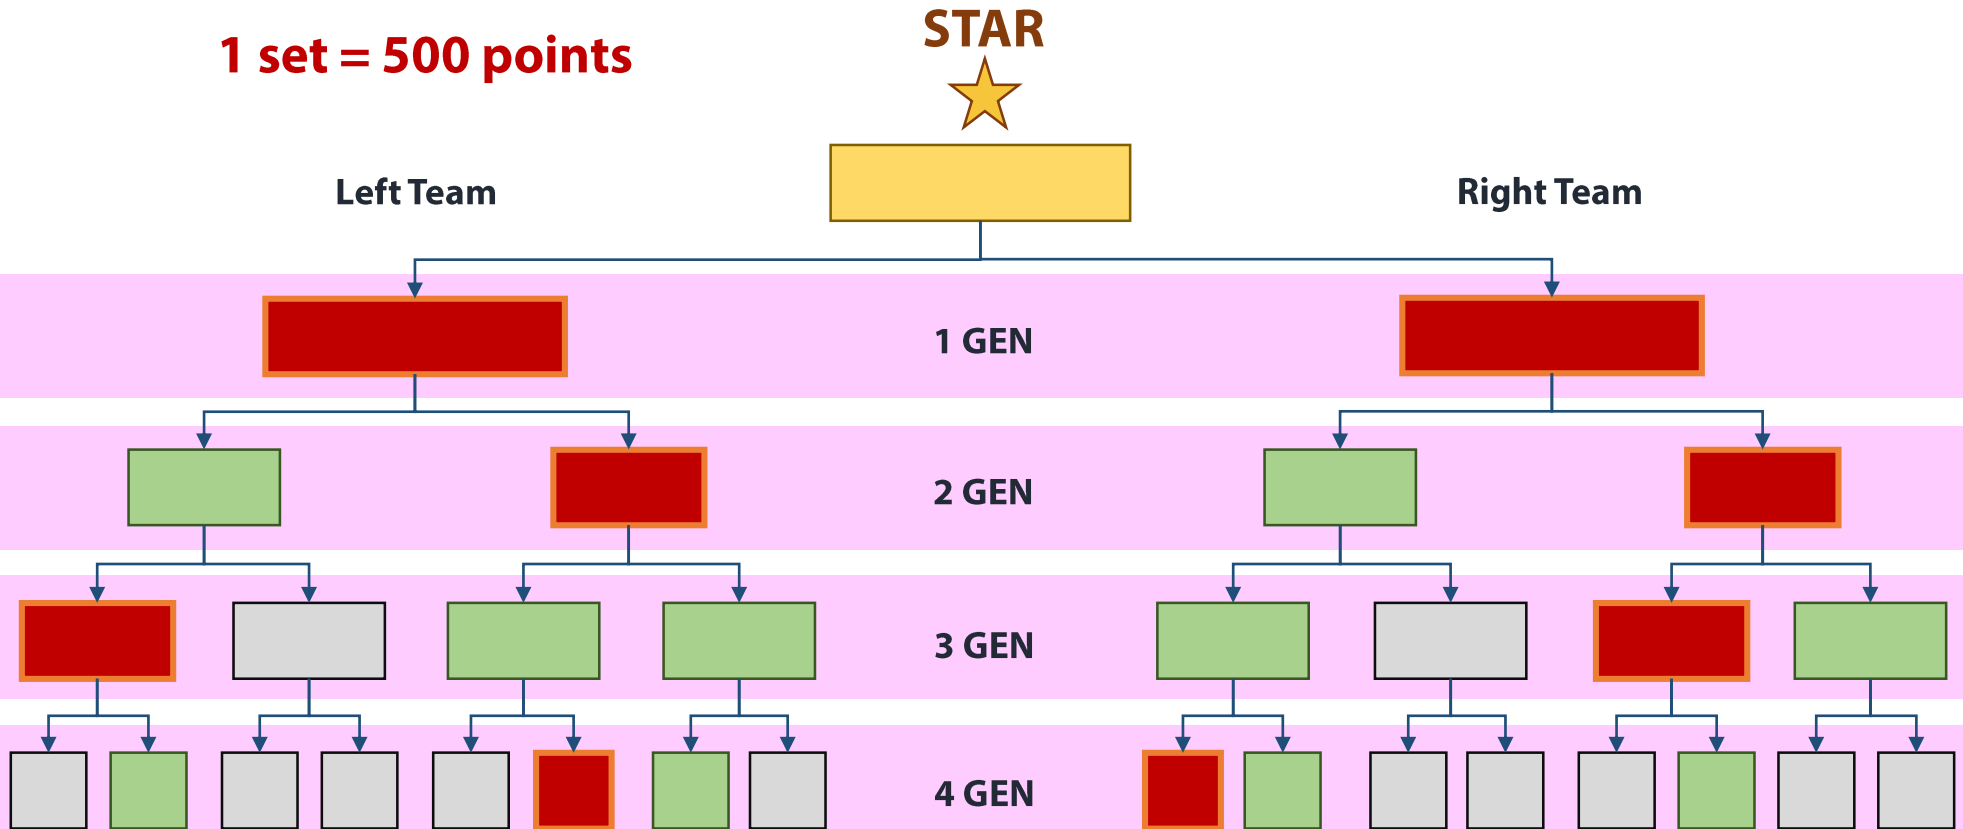 STAR
1 set = 500 points
Left Team
Right Team
1 GEN
2 GEN
3 GEN
4 GEN